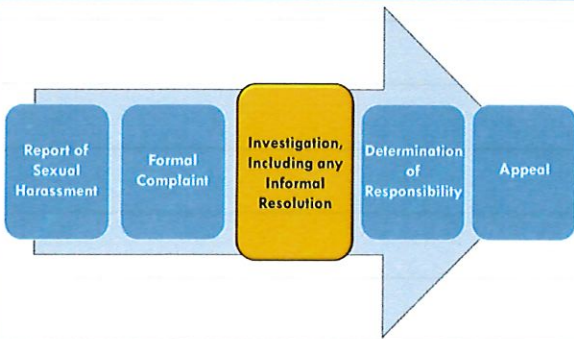 Report of
Sexual
Harassment
Formal
Complaint
Investigation,
Including any
Informal
Resolution
Determination
of
Responsibility
Appeal